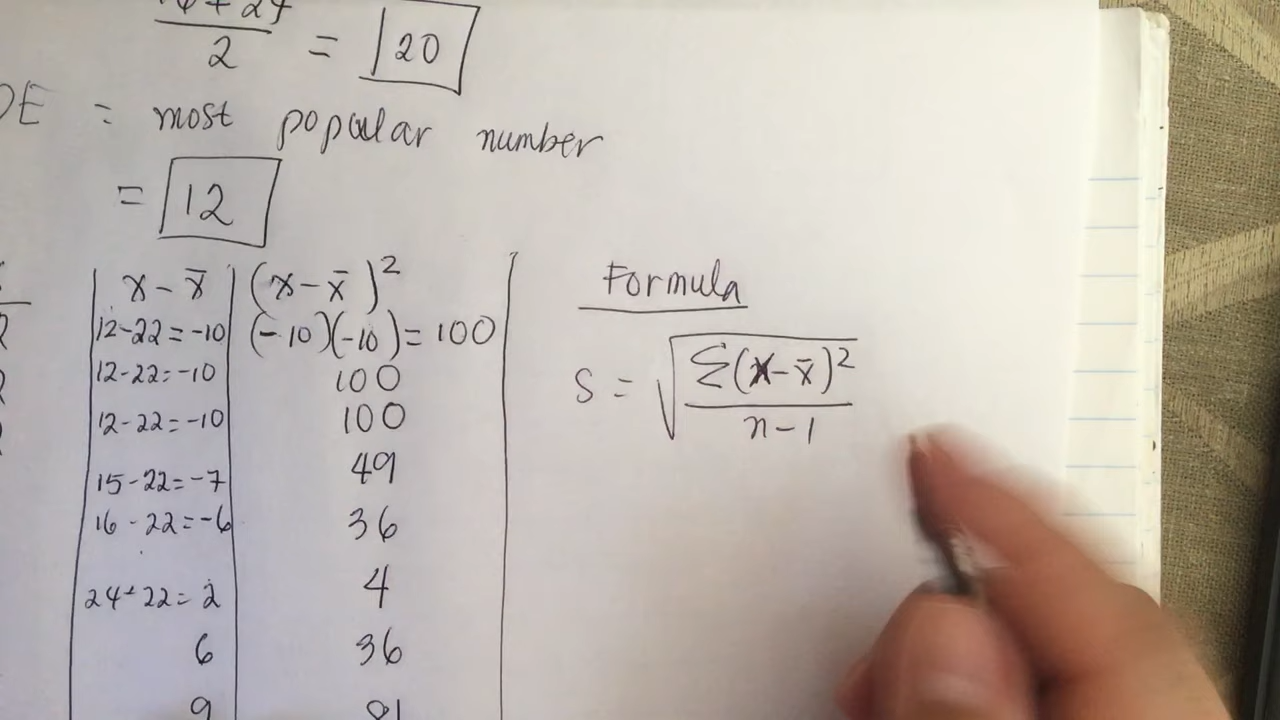 2 = 20
= most popular number
= 12
x - x̄ (x - x̄)² Formula
12-22=-10 (-10)(-10)=100
12-22=-10 100 S = √Σ(x-x̄)²
12-22=-10 100 n-1
15-22=-7 49
16-22=-6 36
24-22=2 4
6 36
9 81